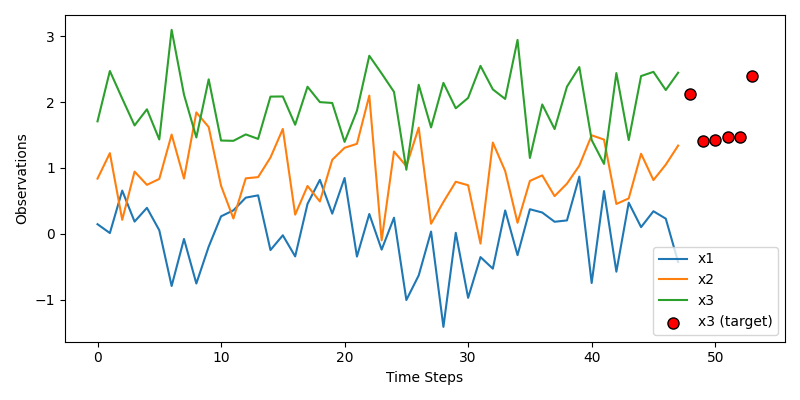 3
2
1
0
−1
Observations
0
10
20
30
40
50
Time Steps
x1
x2
x3
x3 (target)